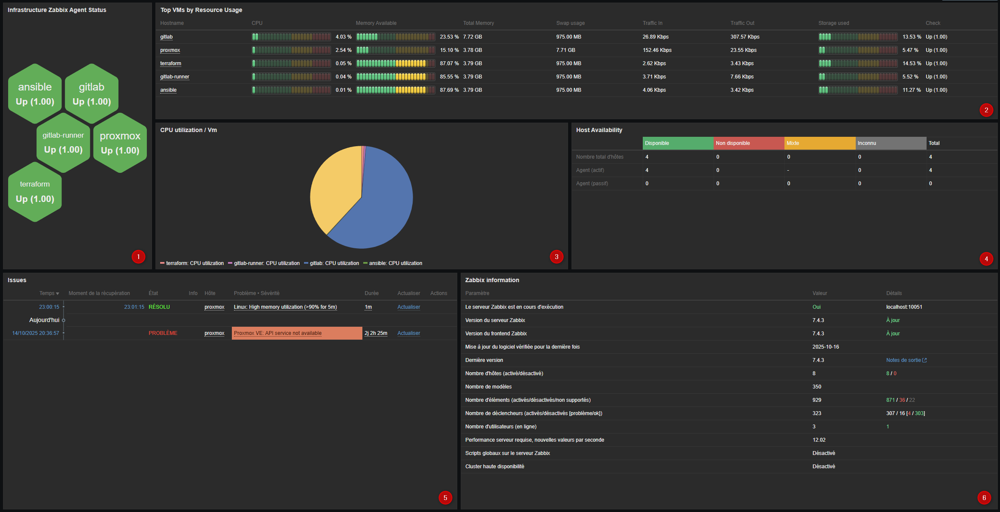 Infrastructure Zabbix Agent Status
ansible
Up (1.00)
gitlab
Up (1.00)
gitlab-runner
Up (1.00)
proxmox
Up (1.00)
terraform
Up (1.00)
1
Top VMs by Resource Usage
Hostname CPU Memory Available Total Memory Swap usage Traffic In Traffic Out Storage used Check
gitlab 4.03 % 23.53 % 7.72 GB 975.00 MB 26.89 Kbps 307.57 Kbps 13.53 % Up (1.00)
proxmox 2.54 % 15.10 % 3.78 GB 7.71 GB 152.46 Kbps 23.55 Kbps 5.47 % Up (1.00)
terraform 0.05 % 87.07 % 3.79 GB 975.00 MB 2.62 Kbps 3.43 Kbps 14.53 % Up (1.00)
gitlab-runner 0.04 % 85.55 % 3.79 GB 975.00 MB 3.71 Kbps 7.66 Kbps 5.52 % Up (1.00)
ansible 0.01 % 87.69 % 3.79 GB 975.00 MB 4.06 Kbps 3.42 Kbps 11.27 % Up (1.00)
2
CPU utilization / Vm
terraform: CPU utilization gitlab-runner: CPU utilization gitlab: CPU utilization ansible: CPU utilization
3
Host Availability
Disponible Non disponible Mixte Inconnu Total
Nombre total d'hôtes 4 0 0 0 4
Agent (actif) 4 0 - 0 4
Agent (passif) 0 0 0 0 0
4
Issues
Temps Moment de la récupération État Info Hôte Problème • Sévérité Durée Actualiser Actions
23:00:15 23:01:15 RÉSOLU proxmox Linux: High memory utilization (>90% for 5m) 1m Actualiser
Aujourd'hui
14/10/2025 20:36:57 PROBLÈME proxmox Proxmox VE: API service not available 2j 2h 25m Actualiser
5
Zabbix information
Paramètre Valeur Détails
Le serveur Zabbix est en cours d'exécution Oui localhost:10051
Version du serveur Zabbix 7.4.3 À jour
Version du frontend Zabbix 7.4.3 À jour
Mise à jour du logiciel vérifiée pour la dernière fois 2025-10-16
Dernière version 7.4.3 Notes de sortie
Nombre d'hôtes (activé/désactivé) 8 8 / 0
Nombre de modèles 350
Nombre d'éléments (activés/désactivés/non supportés) 929 871 / 36 / 22
Nombre de déclencheurs (activés/désactivés [problème/ok]) 323 307 / 16 [4 / 303]
Nombre d'utilisateurs (en ligne) 3 1
Performance serveur requise, nouvelles valeurs par seconde 12.02
Scripts globaux sur le serveur Zabbix Désactivé
Cluster haute disponibilité Désactivé
6